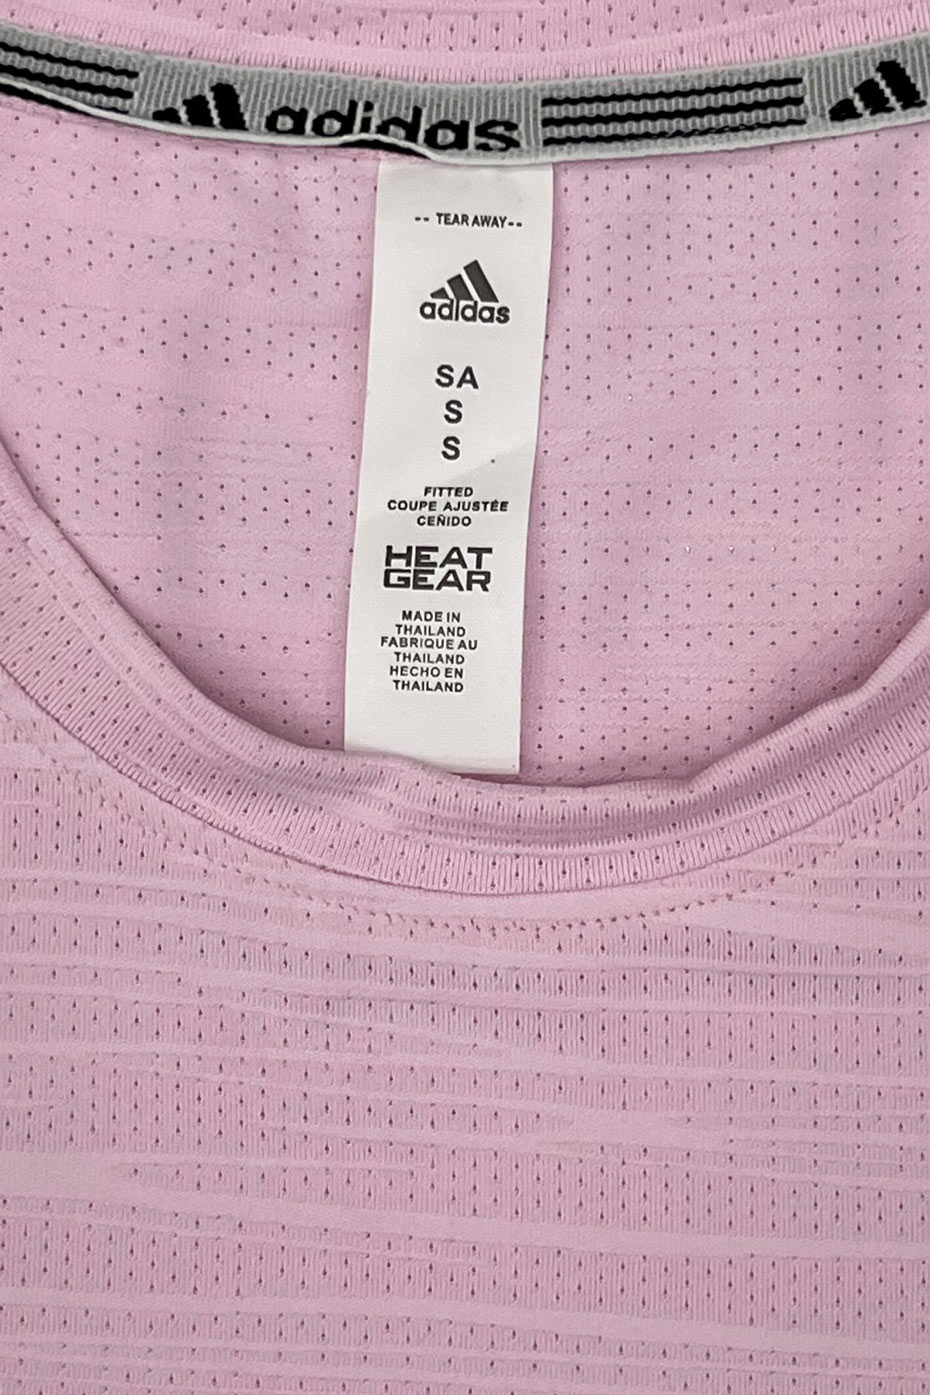 adidas
-- TEAR AWAY--
adidas
SA
S
S
FITTED
COUPE AJUSTÉE
CEÑIDO
HEAT
GEAR
MADE IN
THAILAND
FABRIQUE AU
THAILAND
HECHO EN
THAILAND